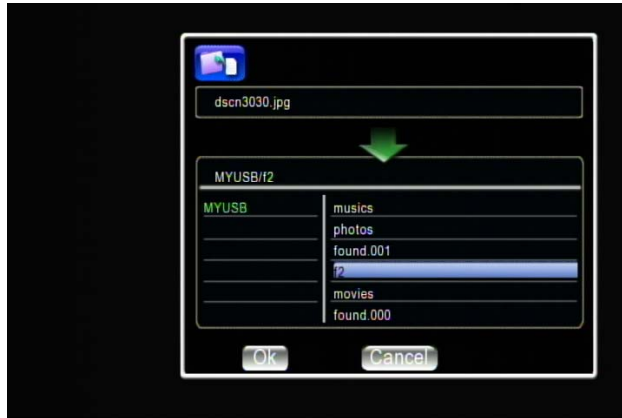 dscn3030.jpg
MYUSB/f2
MYUSB
musics
photos
found.001
f2
movies
found.000
Ok
Cancel